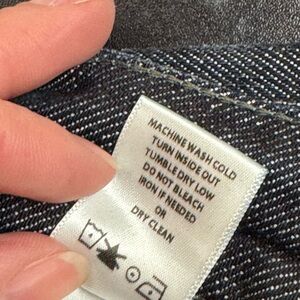 MACHINE WASH COLD
TURN INSIDE OUT
TUMBLE DRY LOW
DO NOT BLEACH
IRON IF NEEDED
OR
DRY CLEAN